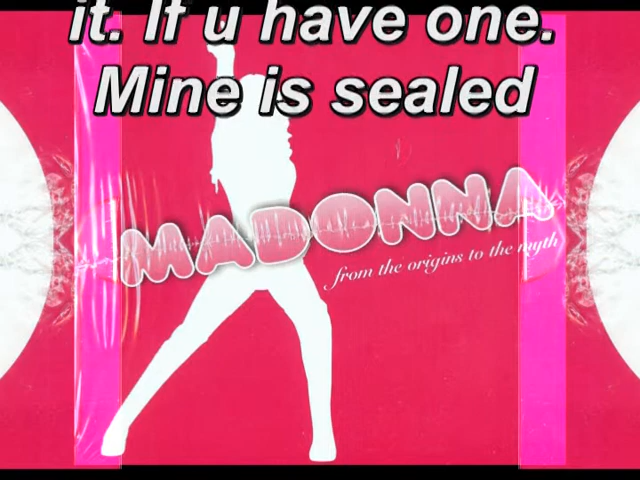 it. If u have one.
Mine is sealed
MADONNA
from the origins to the myth